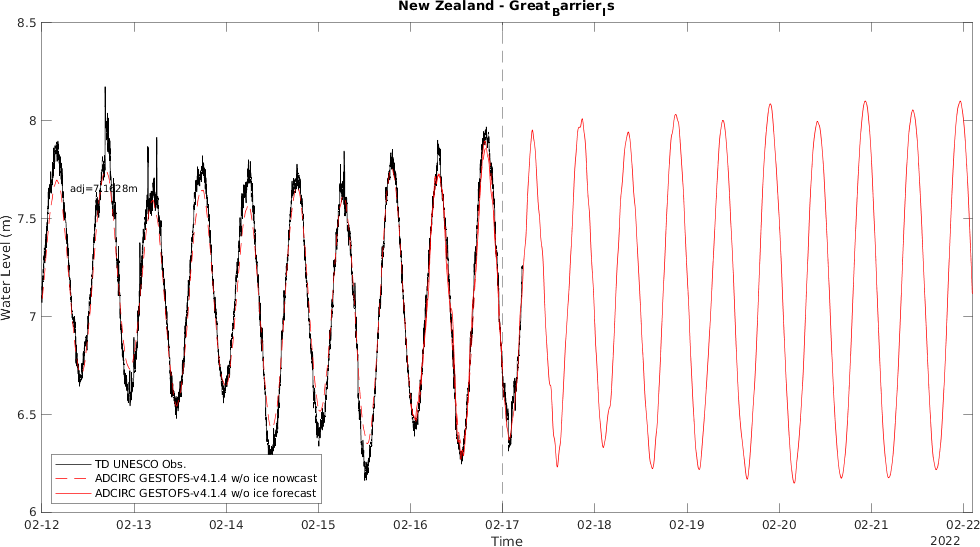 New Zealand - Great_Barrier_Is
8.5
8
7.5
7
6.5
6
Water Level (m)
adj=7.1628m
TD UNESCO Obs.
ADCIRC GESTOFS-v4.1.4 w/o ice nowcast
ADCIRC GESTOFS-v4.1.4 w/o ice forecast
02-12 02-13 02-14 02-15 02-16 02-17 02-18 02-19 02-20 02-21 02-22
Time
2022